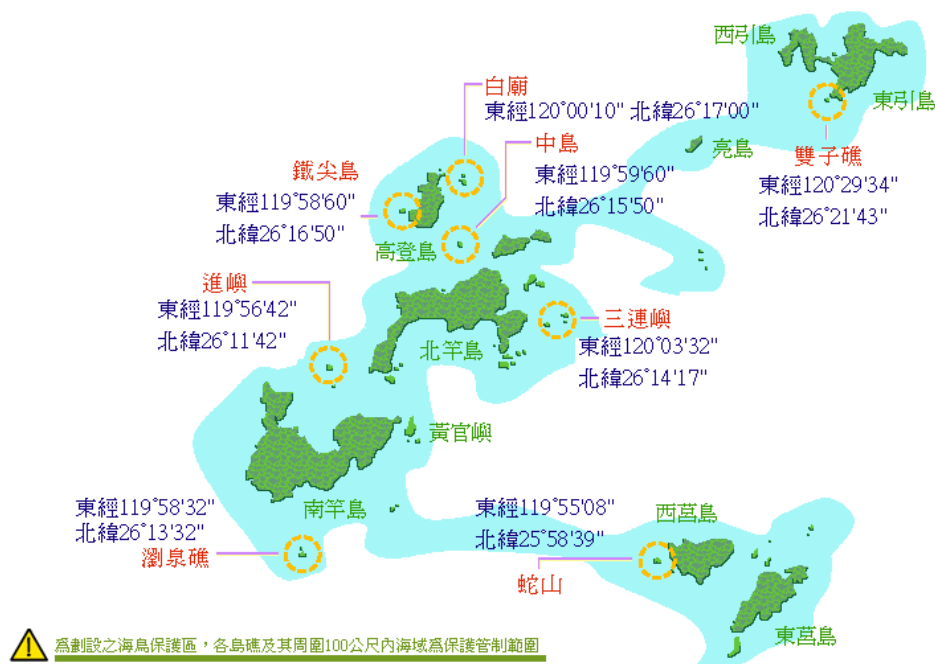 西引島
東引島
白廟
東經120°00'10" 北緯26°17'00"
中島
東經119°59'60"
北緯26°15'50"
亮島
雙子礁
東經120°29'34"
北緯26°21'43"
鐵尖島
東經119°58'60"
北緯26°16'50"
高登島
進嶼
東經119°56'42"
北緯26°11'42"
三連嶼
東經120°03'32"
北緯26°14'17"
北竿島
黃官嶼
南竿島
東經119°58'32"
北緯26°13'32"
瀏泉礁
東經119°55'08"
北緯25°58'39"
西莒島
蛇山
東莒島
為劃設之海鳥保護區，各島礁及其周圍100公尺內海域為保護管制範圍